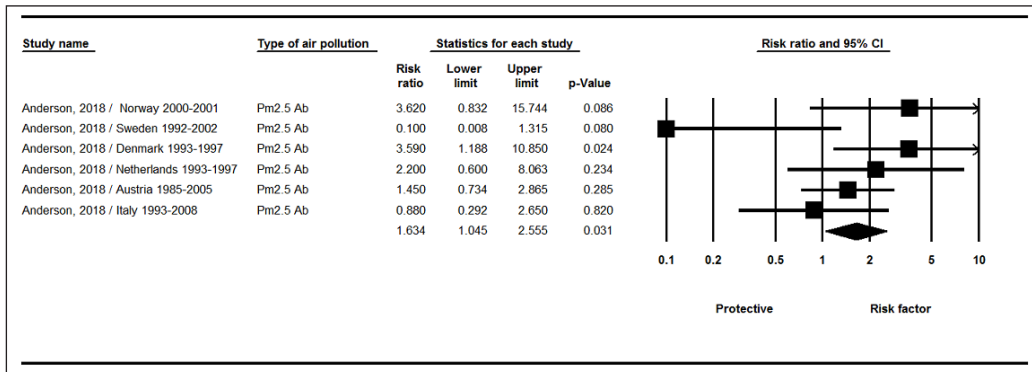 Study name Type of air pollution Statistics for each study Risk ratio and 95% CI
Risk ratio Lower limit Upper limit p-Value
Anderson, 2018 / Norway 2000-2001 Pm2.5 Ab 3.620 0.832 15.744 0.086
Anderson, 2018 / Sweden 1992-2002 Pm2.5 Ab 0.100 0.008 1.315 0.080
Anderson, 2018 / Denmark 1993-1997 Pm2.5 Ab 3.590 1.188 10.850 0.024
Anderson, 2018 / Netherlands 1993-1997 Pm2.5 Ab 2.200 0.600 8.063 0.234
Anderson, 2018 / Austria 1985-2005 Pm2.5 Ab 1.450 0.734 2.865 0.285
Anderson, 2018 / Italy 1993-2008 Pm2.5 Ab 0.880 0.292 2.650 0.820
1.634 1.045 2.555 0.031
0.1 0.2 0.5 1 2 5 10
Protective Risk factor